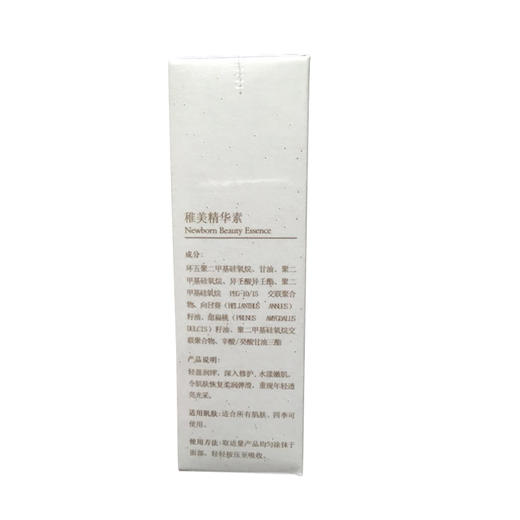 稚美精华素
Newborn Beauty Essence
成分:
环五聚二甲基硅氧烷、甘油、聚二
甲基硅氧烷、异壬酸异壬酯、聚二
甲基硅氧烷 PEG-10/15 交联聚合
物、向日葵(HELIANTHUS ANNUUS)
籽油、甜扁桃(PRUNUS AMYGDALUS
DULCIS)籽油、聚二甲基硅氧烷交
联聚合物、辛酸/癸酸甘油三酯
产品说明:
轻盈润泽，深入修护，水漾嫩肌。
令肌肤恢复柔润弹滑，重现年轻透
亮光采。
适用肌肤:适合所有肌肤，四季可
使用。
使用方法:取适量产品均匀涂抹于
面部，轻轻按压至吸收。